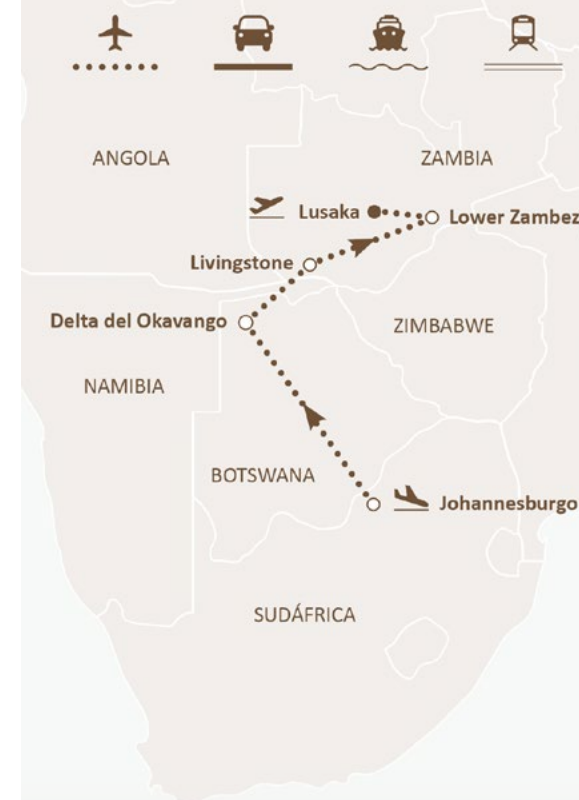 ANGOLA
ZAMBIA
Lusaka
Lower Zambez
Livingstone
Delta del Okavango
ZIMBABWE
NAMIBIA
BOTSWANA
Johannesburgo
SUDÁFRICA